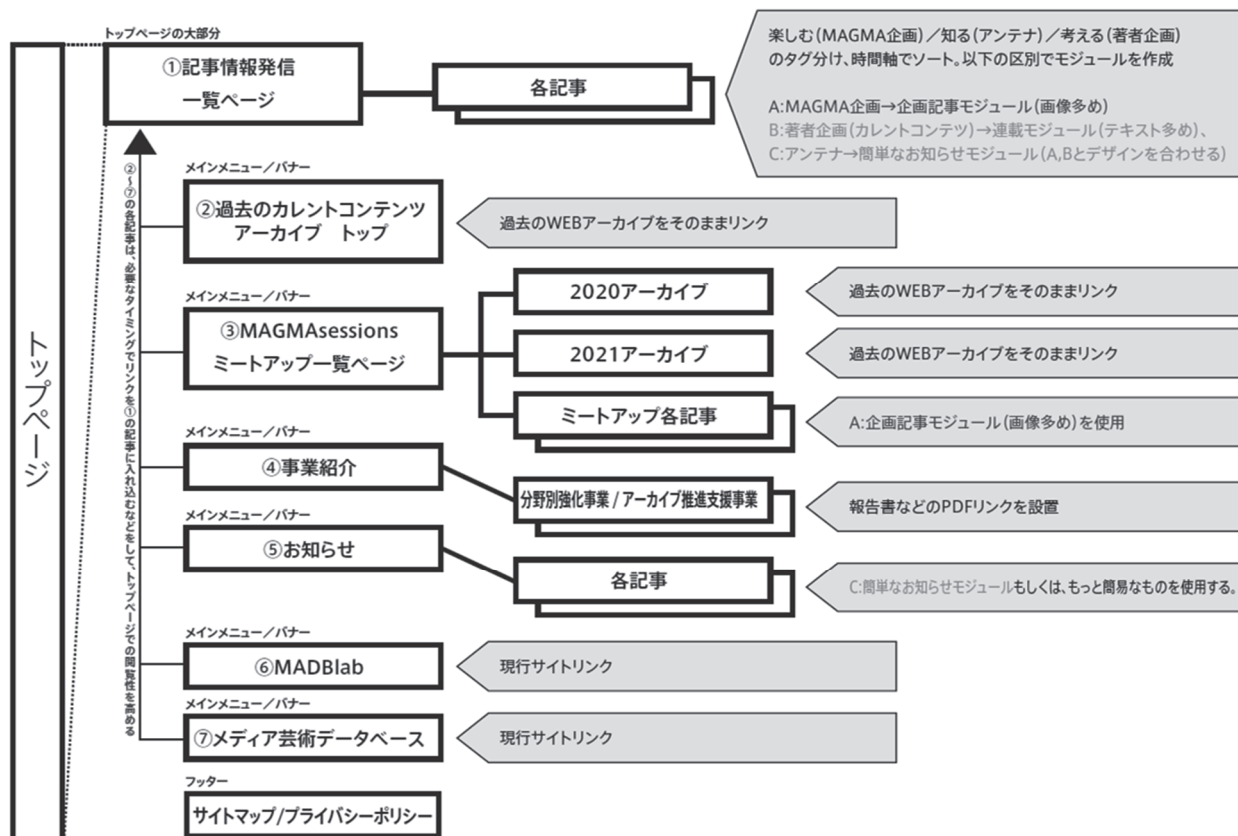 トップページ
トップページの大部分
①記事情報発信
一覧ページ
各記事
楽しむ(MAGMA企画)／知る(アンテナ)／考える(著者企画)
のタグ分け、時間軸でソート。以下の区別でモジュールを作成
A:MAGMA企画→企画記事モジュール(画像多め)
B:著者企画(カレントコンテツ)→連載モジュール(テキスト多め)、
C:アンテナ→簡単なお知らせモジュール(A,Bとデザインを合わせる)
②～⑦の各記事は、必要なタイミングでリンクを①の記事に入れ込むなどをして、トップページでの閲覧性を高める
メインメニュー／バナー
②過去のカレントコンテンツ
アーカイブ　トップ
過去のWEBアーカイブをそのままリンク
メインメニュー／バナー
③MAGMAsessions
ミートアップ一覧ページ
2020アーカイブ
過去のWEBアーカイブをそのままリンク
2021アーカイブ
過去のWEBアーカイブをそのままリンク
ミートアップ各記事
A:企画記事モジュール(画像多め)を使用
メインメニュー／バナー
④事業紹介
分野別強化事業 / アーカイブ推進支援事業
報告書などのPDFリンクを設置
メインメニュー／バナー
⑤お知らせ
各記事
C:簡単なお知らせモジュールもしくは、もっと簡易なものを使用する。
メインメニュー／バナー
⑥MADBlab
現行サイトリンク
メインメニュー／バナー
⑦メディア芸術データベース
現行サイトリンク
フッター
サイトマップ/プライバシーポリシー